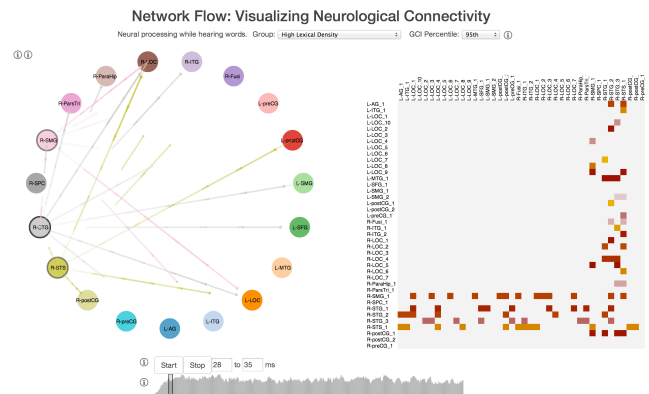 Network Flow: Visualizing Neurological Connectivity
Neural processing while hearing words. Group: High Lexical Density GCI Percentile: 95th
R-LOC
R-ITG
R-ParaHip
R-Fusi
R-ParsTri
L-preCG
R-SMG
L-postCG
R-SPC
L-SMG
R-STG
L-SFG
R-STS
L-MTG
R-postCG
L-LOC
R-preCG
L-ITG
L-AG
L-AG_1
L-ITG_1
L-LOC_1
L-LOC_10
L-LOC_2
L-LOC_3
L-LOC_4
L-LOC_5
L-LOC_6
L-LOC_7
L-LOC_8
L-LOC_9
L-MTG_1
L-SFG_1
L-SMG_1
L-SMG_2
L-postCG_1
L-postCG_2
L-preCG_1
R-Fusi_1
R-ITG_1
R-ITG_2
R-LOC_1
R-LOC_2
R-LOC_3
R-LOC_4
R-LOC_5
R-LOC_6
R-LOC_7
R-ParaHip_1
R-ParsTri_1
R-SMG_1
R-SPC_1
R-STG_1
R-STG_2
R-STG_3
R-STS_1
R-postCG_1
R-postCG_2
R-preCG_1
Start Stop 28 to 35 ms